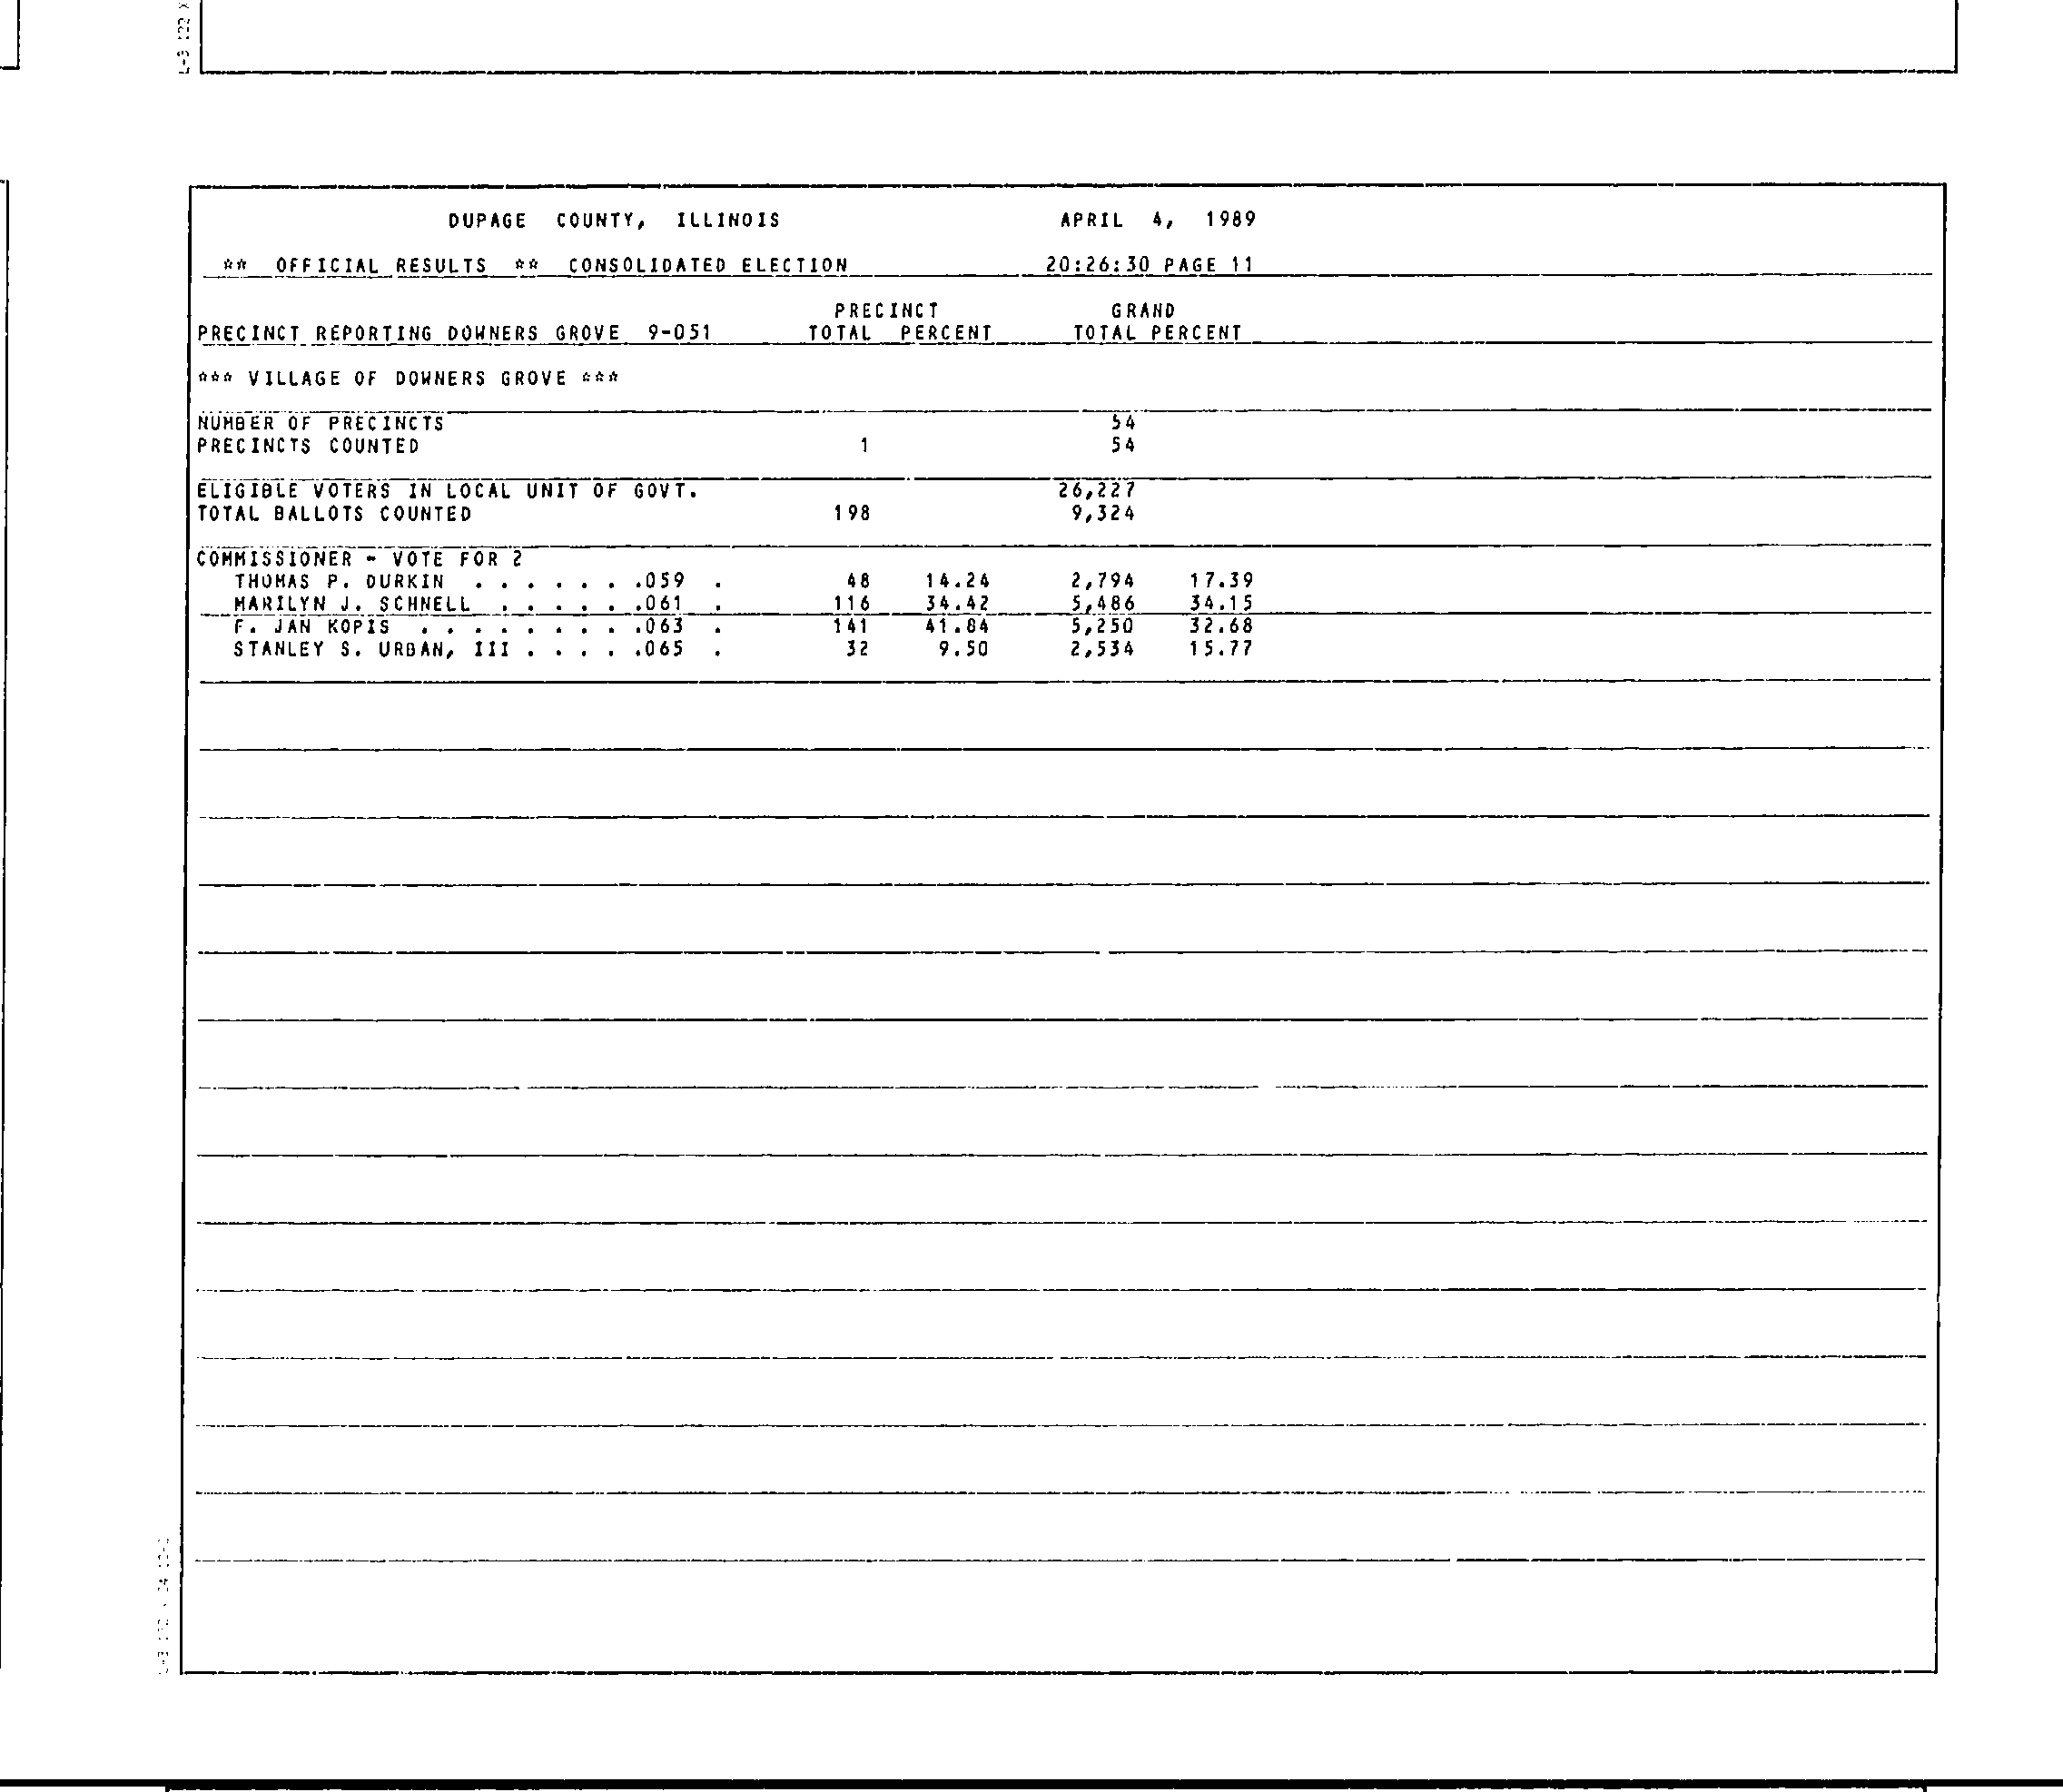 DUPAGE COUNTY, ILLINOIS APRIL 4, 1989
** OFFICIAL RESULTS ** CONSOLIDATED ELECTION 20:26:30 PAGE 11
PRECINCT GRAND
PRECINCT REPORTING DOWNERS GROVE 9-051 TOTAL PERCENT TOTAL PERCENT
*** VILLAGE OF DOWNERS GROVE ***
NUMBER OF PRECINCTS 54
PRECINCTS COUNTED 1 54
ELIGIBLE VOTERS IN LOCAL UNIT OF GOVT. 26,227
TOTAL BALLOTS COUNTED 198 9,324
COMMISSIONER - VOTE FOR 2
THOMAS P. DURKIN . . . . . . .059 . 48 14.24 2,794 17.39
MARILYN J. SCHNELL . . . . . .061 . 116 34.42 5,486 34.15
F. JAN KOPIS . . . . . . . . .063 . 141 41.84 5,250 32.68
STANLEY S. URBAN, III . . . . .065 . 32 9.50 2,534 15.77